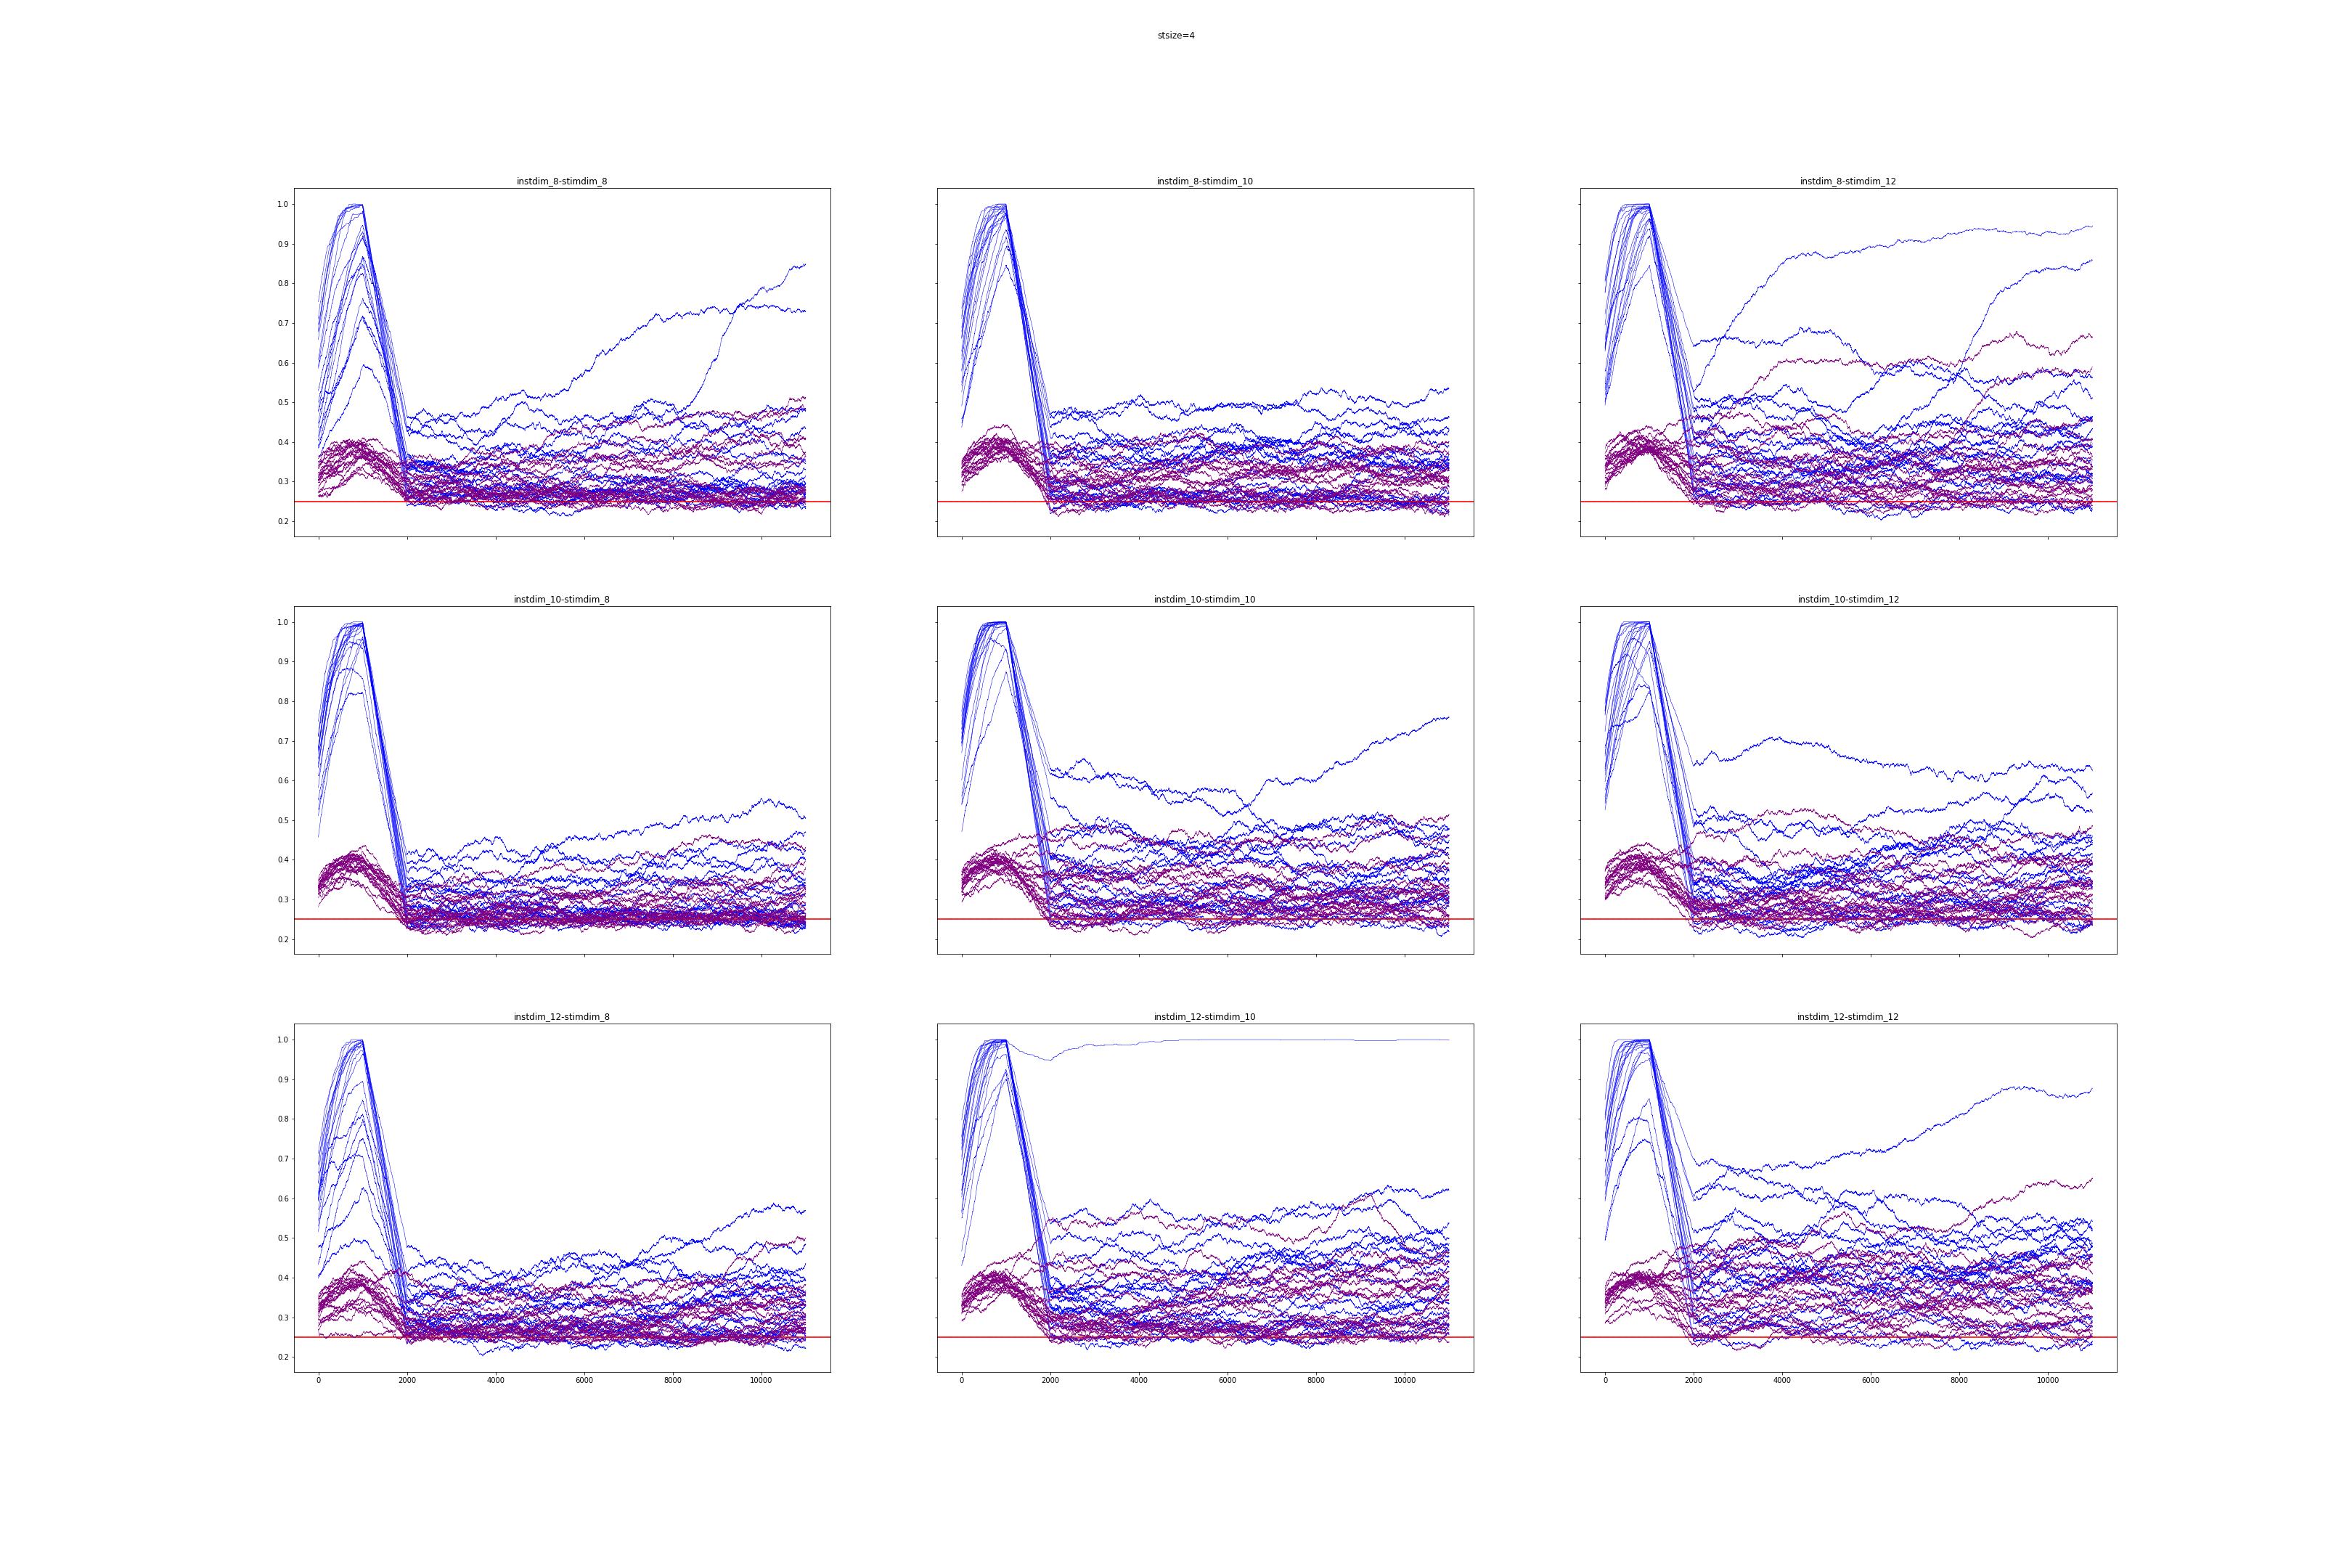 stsize=4
instdim_8-stimdim_8
instdim_8-stimdim_10
instdim_8-stimdim_12
1.0
0.9
0.8
0.7
0.6
0.5
0.4
0.3
0.2
instdim_10-stimdim_8
instdim_10-stimdim_10
instdim_10-stimdim_12
1.0
0.9
0.8
0.7
0.6
0.5
0.4
0.3
0.2
instdim_12-stimdim_8
instdim_12-stimdim_10
instdim_12-stimdim_12
1.0
0.9
0.8
0.7
0.6
0.5
0.4
0.3
0.2
0 2000 4000 6000 8000 10000
0 2000 4000 6000 8000 10000
0 2000 4000 6000 8000 10000